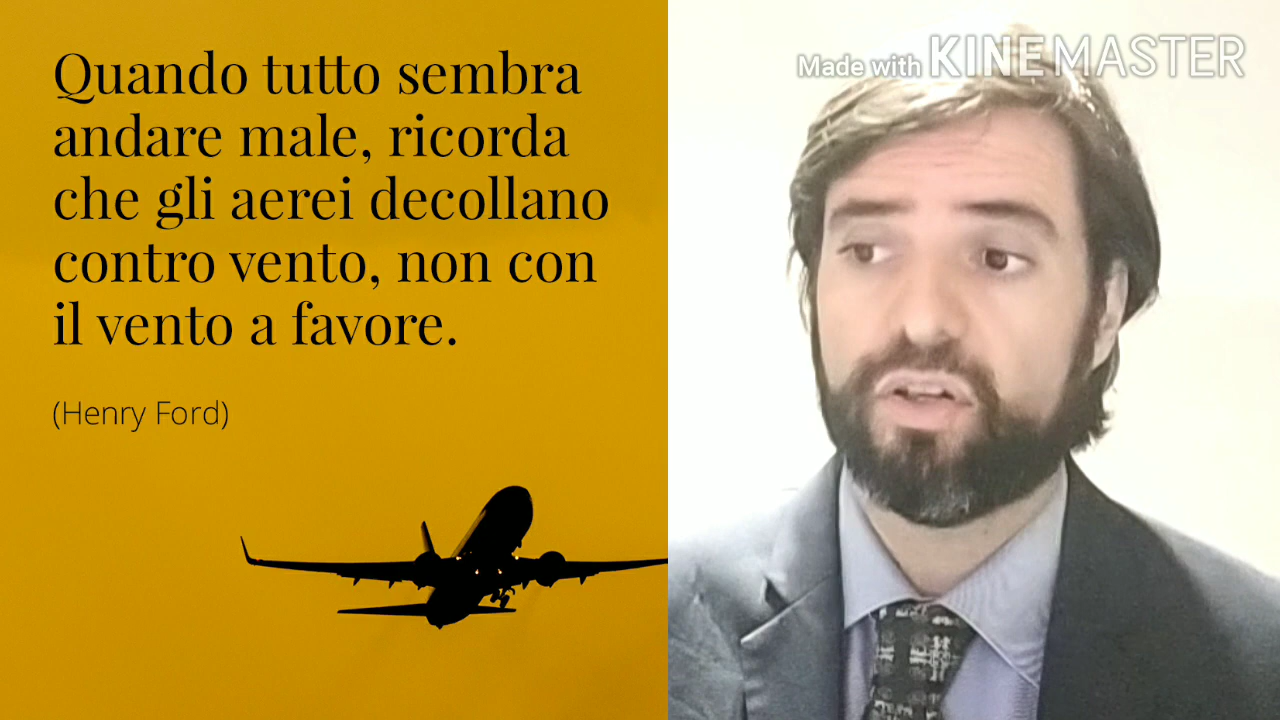 Quando tutto sembra
andare male, ricorda
che gli aerei decollano
contro vento, non con
il vento a favore.
(Henry Ford)
Made with KINEMASTER